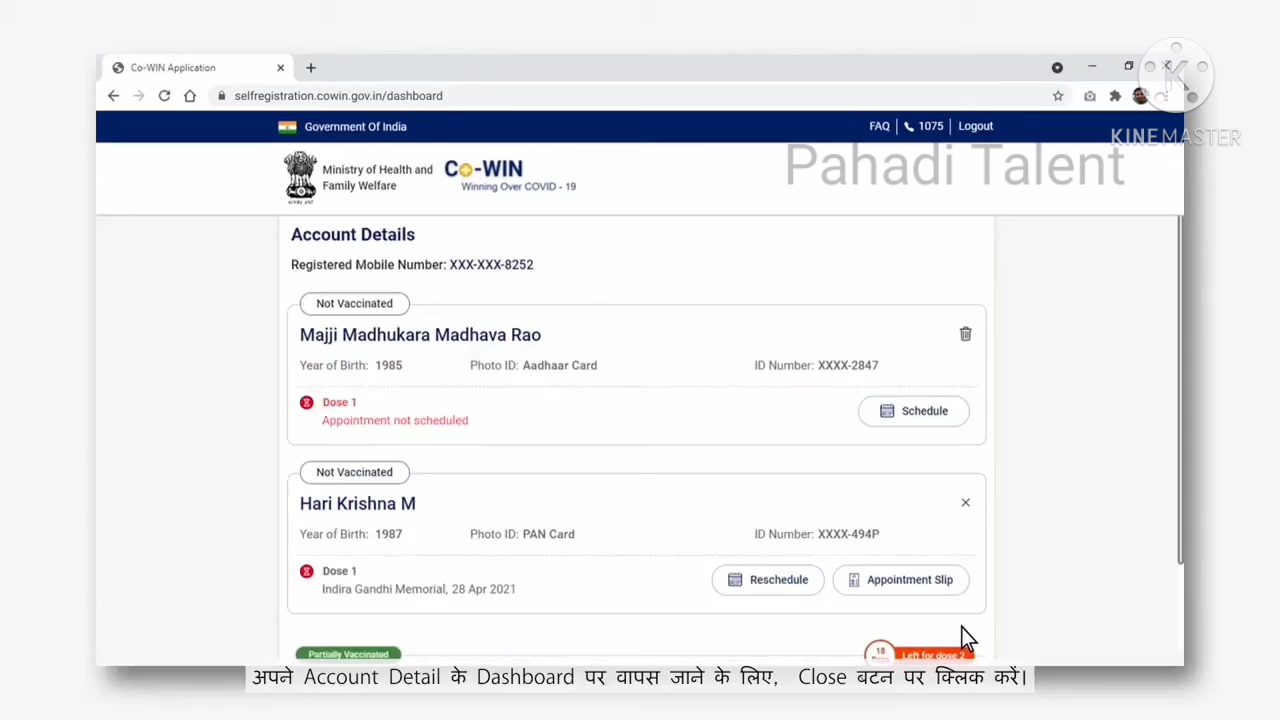 Co-WIN Application
selfregistration.cowin.gov.in/dashboard
Government Of India
FAQ 1075 Logout
KINEMASTER
Ministry of Health and
Family Welfare
Co-WIN
Winning Over COVID - 19
Pahadi Talent
Account Details
Registered Mobile Number: XXX-XXX-8252
Not Vaccinated
Majji Madhukara Madhava Rao
Year of Birth: 1985 Photo ID: Aadhaar Card ID Number: XXXX-2847
Dose 1
Appointment not scheduled
Schedule
Not Vaccinated
Hari Krishna M
Year of Birth: 1987 Photo ID: PAN Card ID Number: XXXX-494P
Dose 1
Indira Gandhi Memorial, 28 Apr 2021
Reschedule Appointment Slip
Partially Vaccinated 18 Left for dose 2
अपने Account Detail के Dashboard पर वापस जाने के लिए, Close बटन पर क्लिक करें।